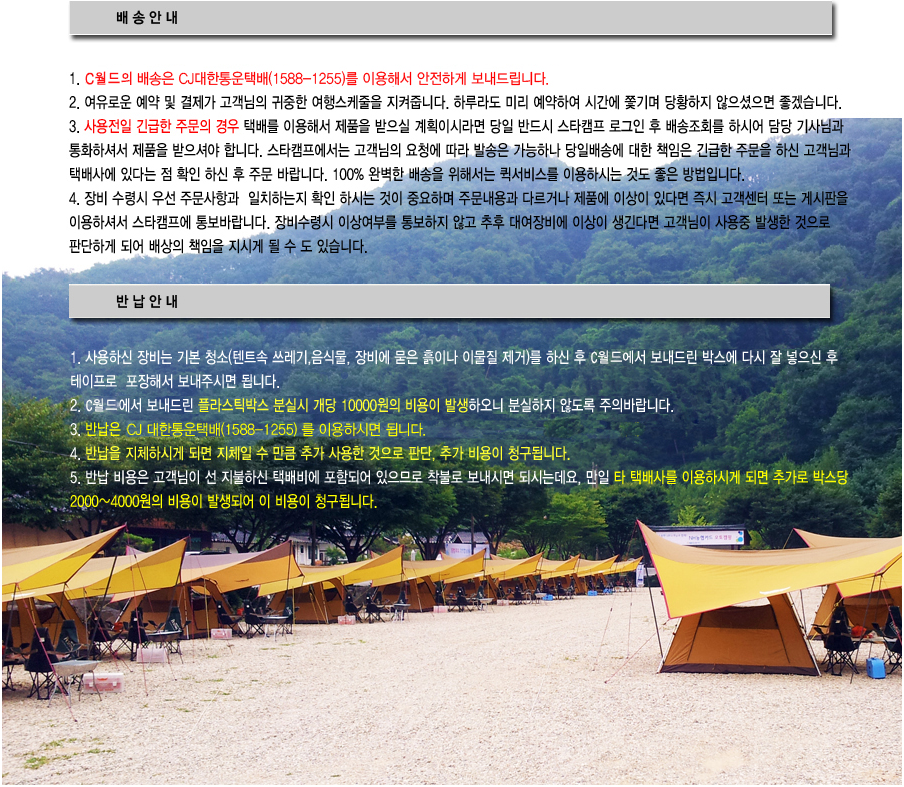 배 송 안 내
1. C월드의 배송은 CJ대한통운택배(1588-1255)를 이용해서 안전하게 보내드립니다.
2. 여유로운 예약 및 결제가 고객님의 귀중한 여행스케줄을 지켜줍니다. 하루라도 미리 예약하여 시간에 쫓기며 당황하지 않으셨으면 좋겠습니다.
3. 사용전일 긴급한 주문의 경우 택배를 이용해서 제품을 받으실 계획이시라면 당일 반드시 스타캠프 로그인 후 배송조회를 하시어 담당 기사님과
통화하셔서 제품을 받으셔야 합니다. 스타캠프에서는 고객님의 요청에 따라 발송은 가능하나 당일배송에 대한 책임은 긴급한 주문을 하신 고객님과
택배사에 있다는 점 확인 하신 후 주문 바랍니다. 100% 완벽한 배송을 위해서는 퀵서비스를 이용하시는 것도 좋은 방법입니다.
4. 장비 수령시 우선 주문사항과 일치하는지 확인 하시는 것이 중요하며 주문내용과 다르거나 제품에 이상이 있다면 즉시 고객센터 또는 게시판을
이용하셔서 스타캠프에 통보바랍니다. 장비수령시 이상여부를 통보하지 않고 추후 대여장비에 이상이 생긴다면 고객님이 사용중 발생한 것으로
판단하게 되어 배상의 책임을 지시게 될 수 도 있습니다.
반 납 안 내
1. 사용하신 장비는 기본 청소(텐트속 쓰레기,음식물, 장비에 묻은 흙이나 이물질 제거)를 하신 후 C월드에서 보내드린 박스에 다시 잘 넣으신 후
테이프로 포장해서 보내주시면 됩니다.
2. C월드에서 보내드린 플라스틱박스 분실시 개당 10000원의 비용이 발생하오니 분실하지 않도록 주의바랍니다.
3. 반납은 CJ 대한통운택배(1588-1255) 를 이용하시면 됩니다.
4. 반납을 지체하시게 되면 지체일 수 만큼 추가 사용한 것으로 판단, 추가 비용이 청구됩니다.
5. 반납 비용은 고객님이 선 지불하신 택배비에 포함되어 있으므로 착불로 보내시면 되시는데요, 만일 타 택배사를 이용하시게 되면 추가로 박스당
2000~4000원의 비용이 발생되어 이 비용이 청구됩니다.